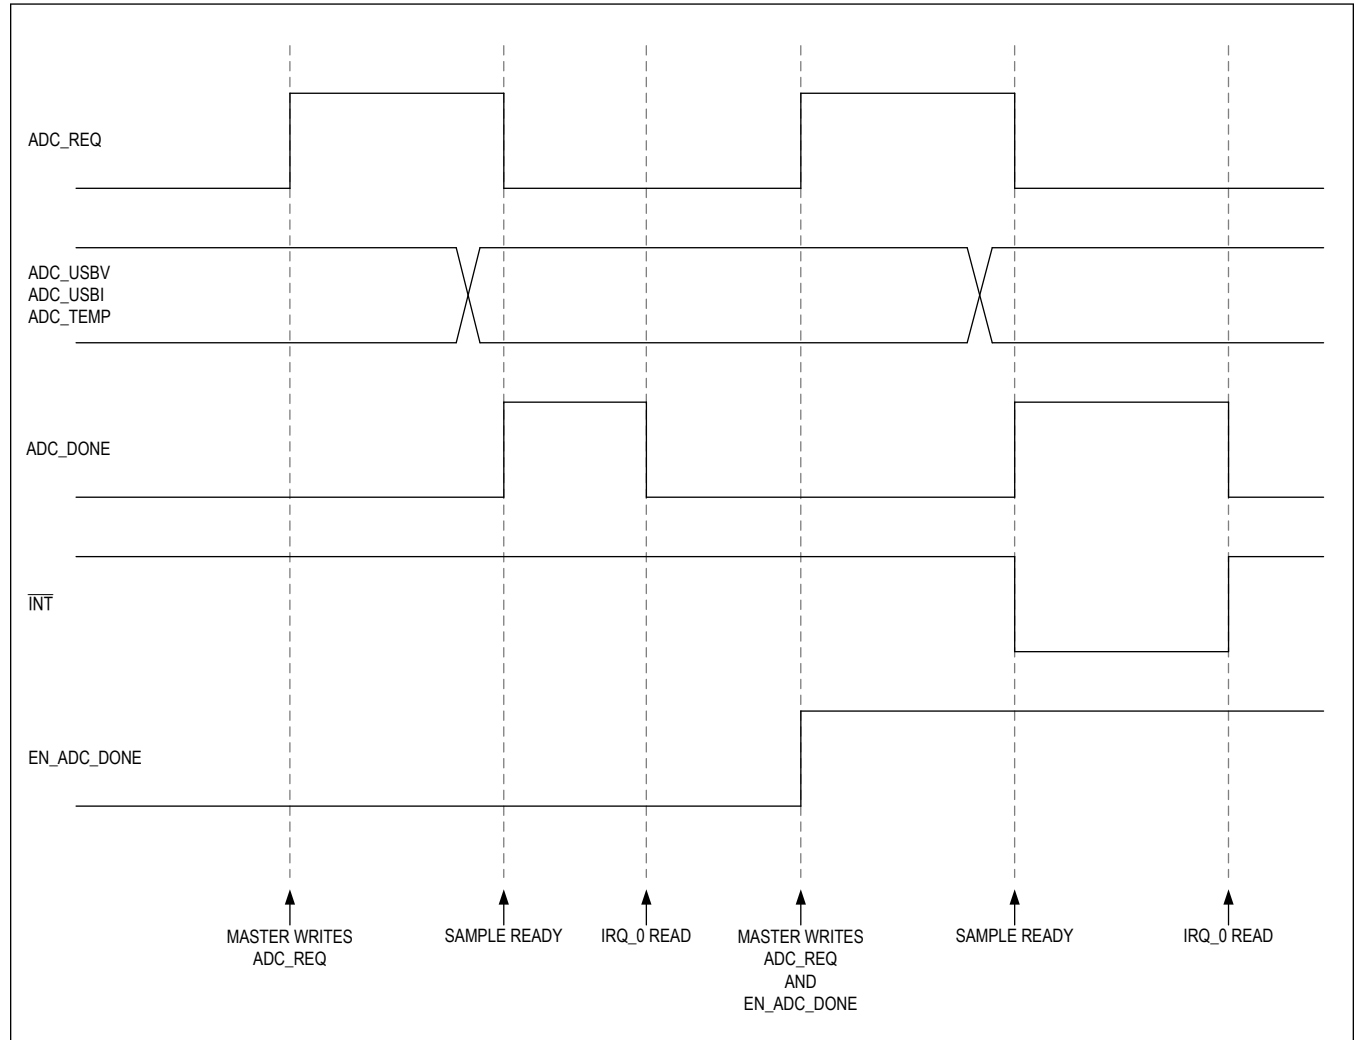 ADC_REQ
ADC_USBV
ADC_USBI
ADC_TEMP
ADC_DONE
INT
EN_ADC_DONE
MASTER WRITES
ADC_REQ
SAMPLE READY
IRQ_0 READ
MASTER WRITES
ADC_REQ
AND
EN_ADC_DONE
SAMPLE READY
IRQ_0 READ